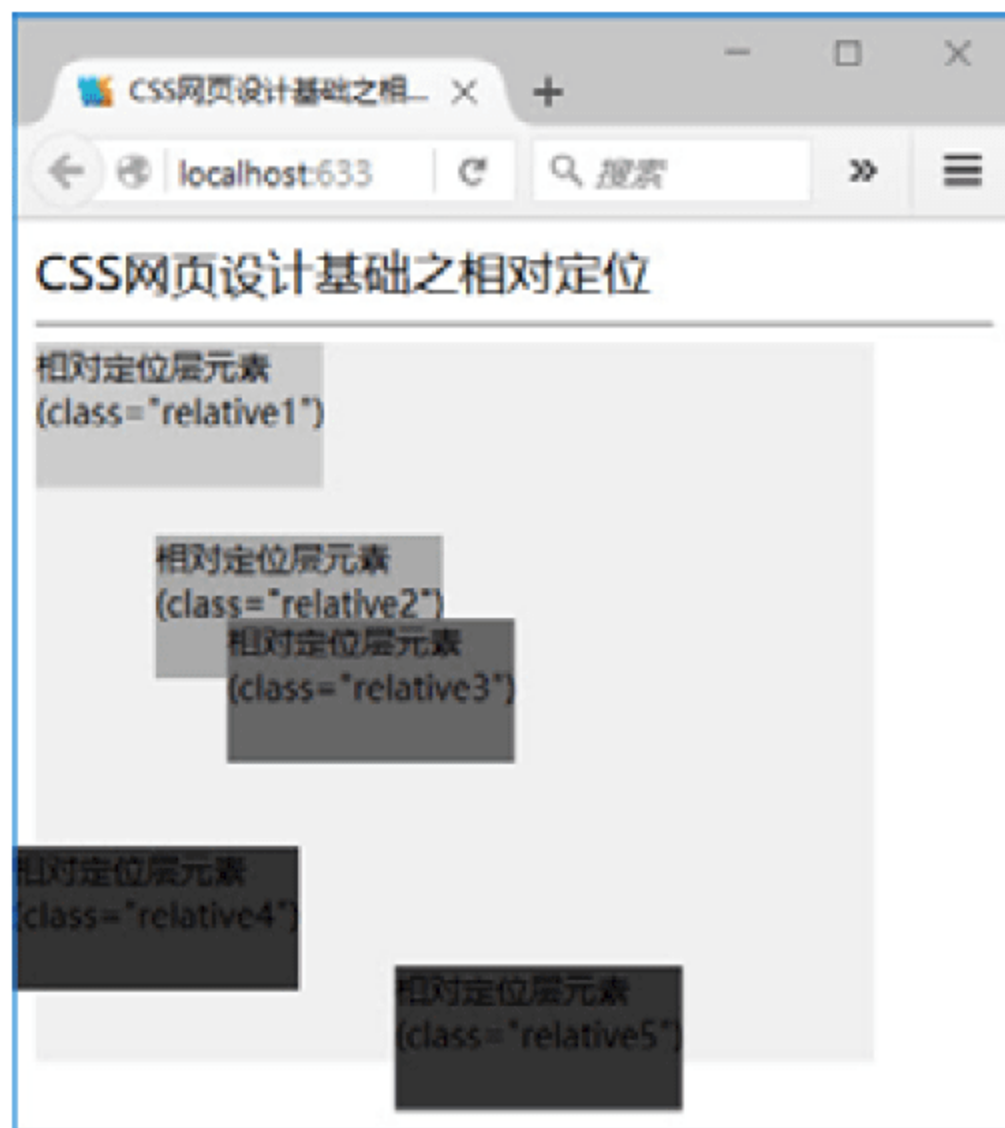 CSS网页设计基础之相...
localhost:633
搜索
CSS网页设计基础之相对定位
相对定位层元素
(class="relative1")
相对定位层元素
(class="relative2")
相对定位层元素
(class="relative3")
相对定位层元素
(class="relative4")
相对定位层元素
(class="relative5")